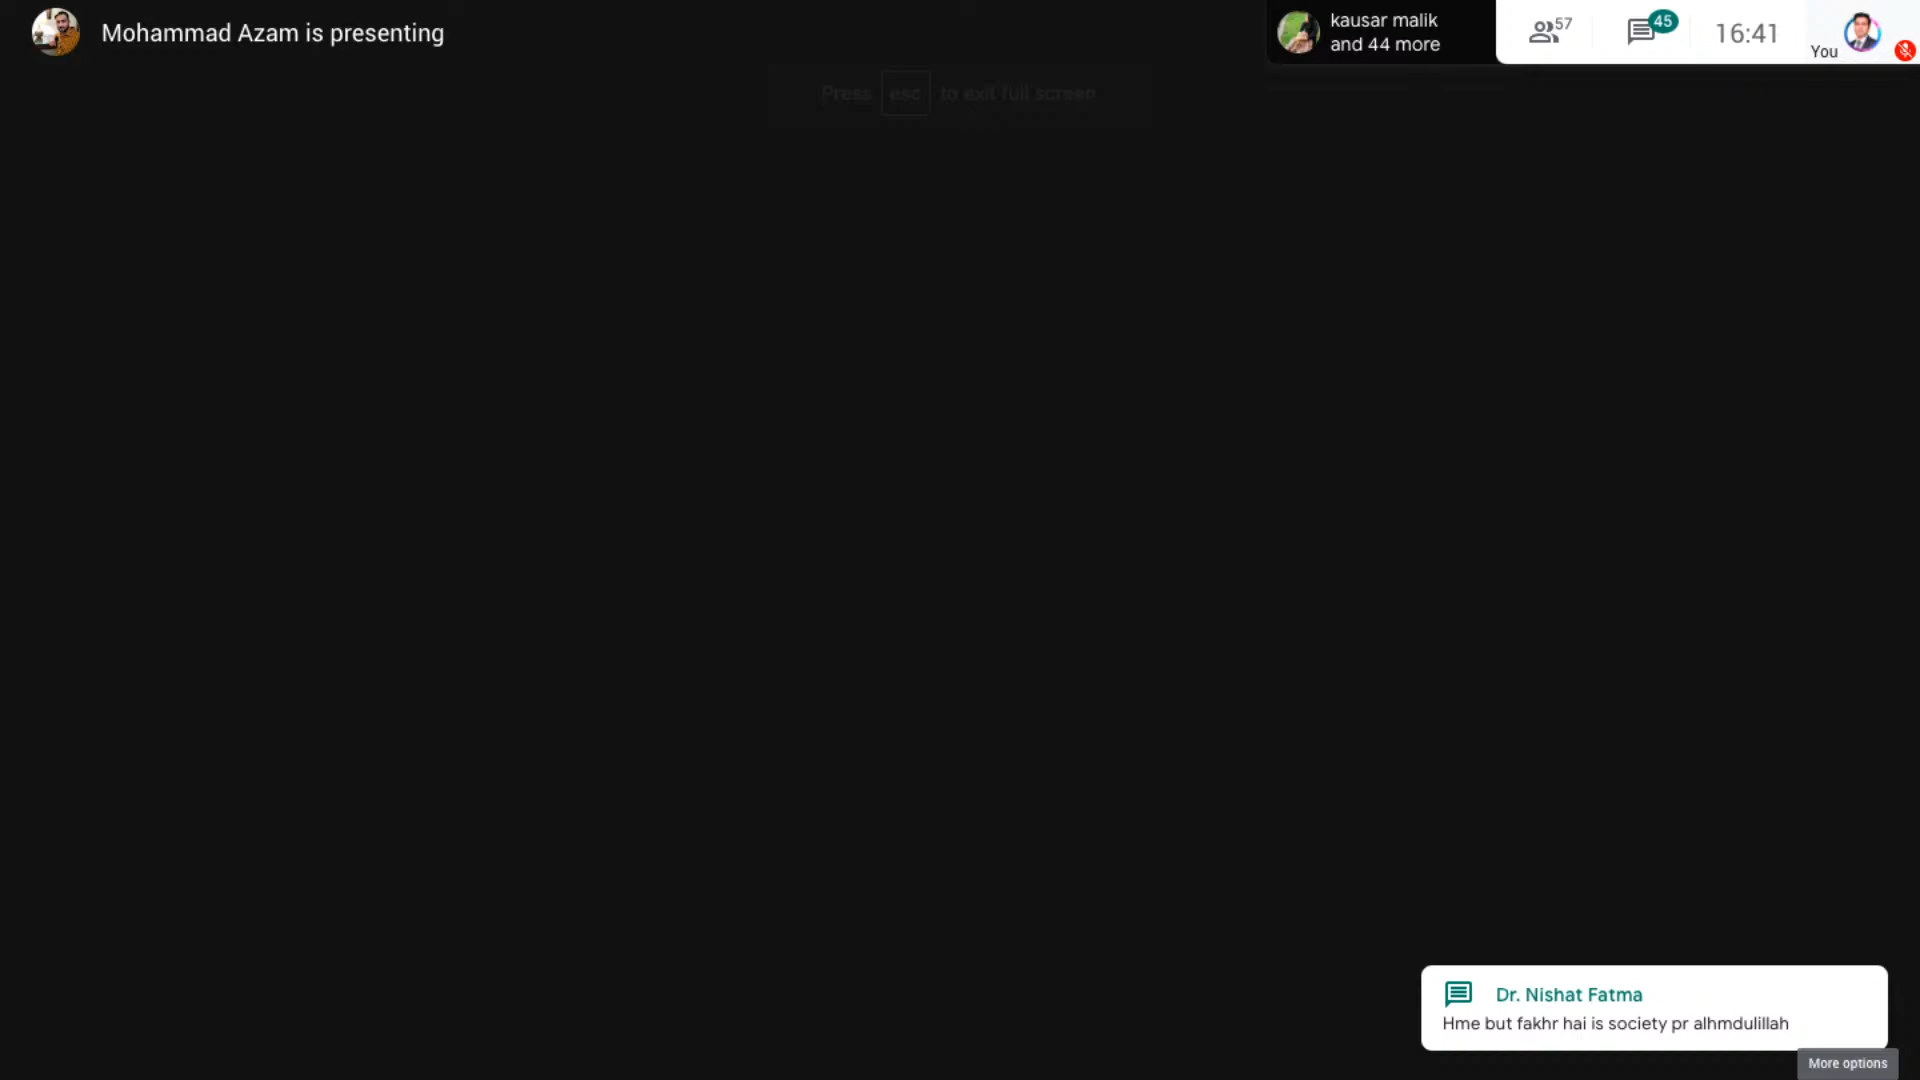 Mohammad Azam is presenting
kausar malik
and 44 more
57
45
16:41
You
Press esc to exit full screen
Dr. Nishat Fatma
Hme but fakhr hai is society pr alhmdulillah
More options